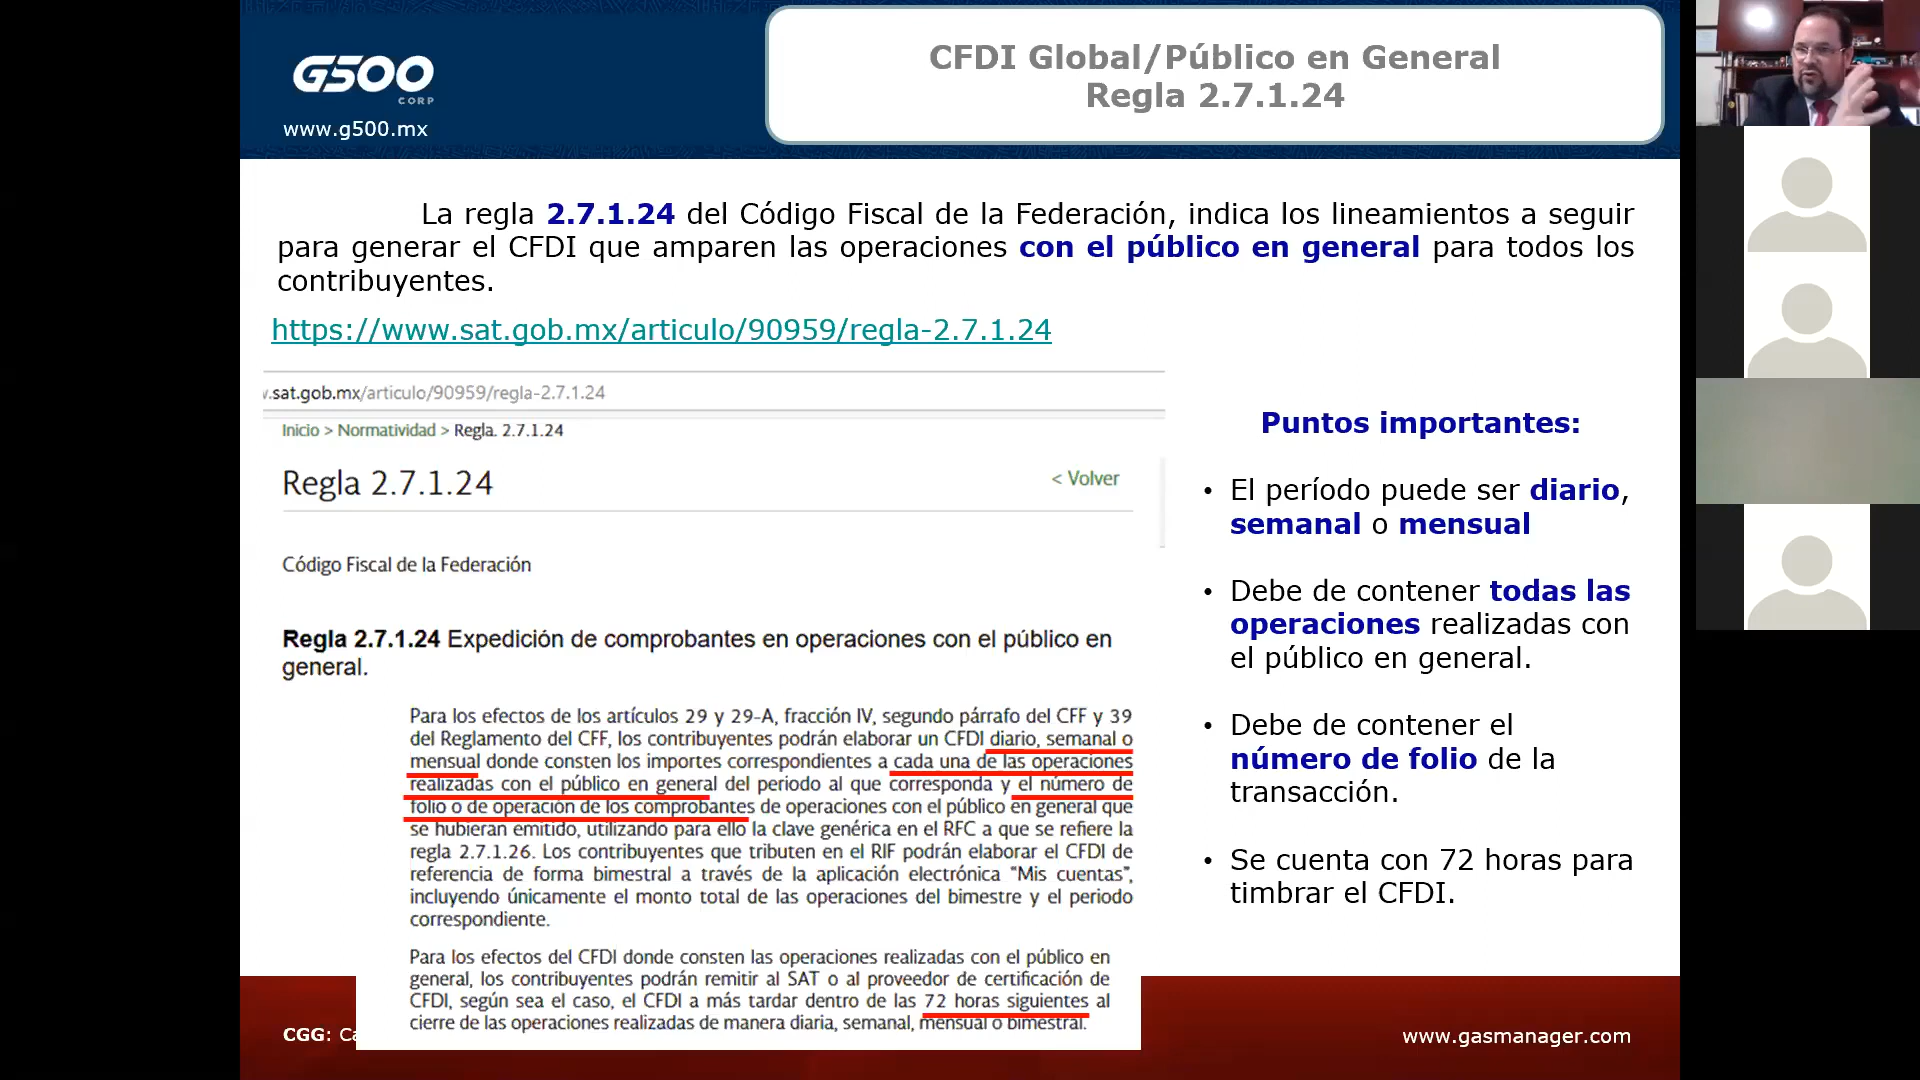 G500
CORP
www.g500.mx
CFDI Global/Público en General
Regla 2.7.1.24
La regla 2.7.1.24 del Código Fiscal de la Federación, indica los lineamientos a seguir
para generar el CFDI que amparen las operaciones con el público en general para todos los
contribuyentes.
https://www.sat.gob.mx/articulo/90959/regla-2.7.1.24
.sat.gob.mx/articulo/90959/regla-2.7.1.24
Inicio > Normatividad > Regla. 2.7.1.24
Regla 2.7.1.24
< Volver
Código Fiscal de la Federación
Regla 2.7.1.24 Expedición de comprobantes en operaciones con el público en
general.
Para los efectos de los artículos 29 y 29-A, fracción IV, segundo párrafo del CFF y 39
del Reglamento del CFF, los contribuyentes podrán elaborar un CFDI diario, semanal o
mensual donde consten los importes correspondientes a cada una de las operaciones
realizadas con el público en general del periodo al que corresponda y el número de
folio o de operación de los comprobantes de operaciones con el público en general que
se hubieran emitido, utilizando para ello la clave genérica en el RFC a que se refiere la
regla 2.7.1.26. Los contribuyentes que tributen en el RIF podrán elaborar el CFDI de
referencia de forma bimestral a través de la aplicación electrónica "Mis cuentas",
incluyendo únicamente el monto total de las operaciones del bimestre y el periodo
correspondiente.
Para los efectos del CFDI donde consten las operaciones realizadas con el público en
general, los contribuyentes podrán remitir al SAT o al proveedor de certificación de
CFDI, según sea el caso, el CFDI a más tardar dentro de las 72 horas siguientes al
cierre de las operaciones realizadas de manera diaria, semanal, mensual o bimestral.
Puntos importantes:
• El período puede ser diario,
semanal o mensual
• Debe de contener todas las
operaciones realizadas con
el público en general.
• Debe de contener el
número de folio de la
transacción.
• Se cuenta con 72 horas para
timbrar el CFDI.
CGG: Ca
www.gasmanager.com